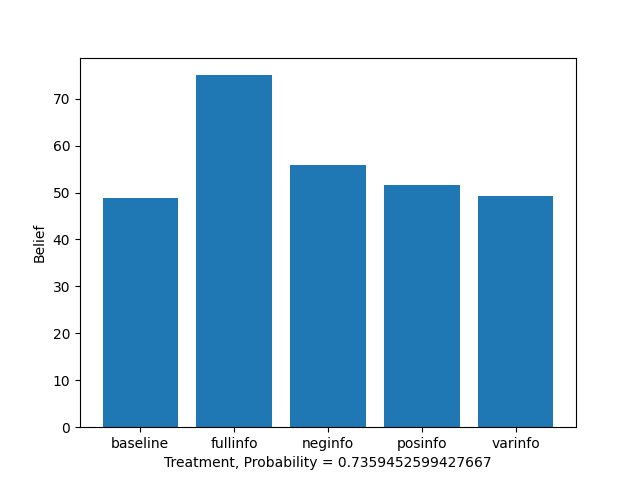 70
60
50
40
30
20
10
0
Belief
baseline fullinfo neginfo posinfo varinfo
Treatment, Probability = 0.7359452599427667